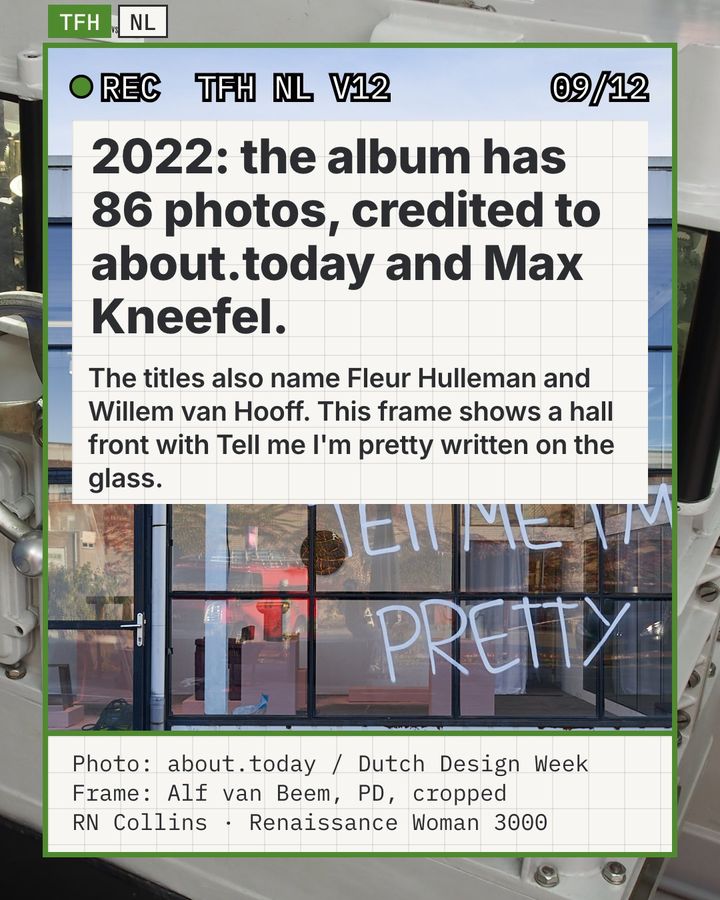 TFH NL
REC TFH NL V12 09/12
2022: the album has
86 photos, credited to
about.today and Max
Kneefel.
The titles also name Fleur Hulleman and
Willem van Hooff. This frame shows a hall
front with Tell me I'm pretty written on the
glass.
TELL ME I'M
PRETTY
Photo: about.today / Dutch Design Week
Frame: Alf van Beem, PD, cropped
RN Collins · Renaissance Woman 3000